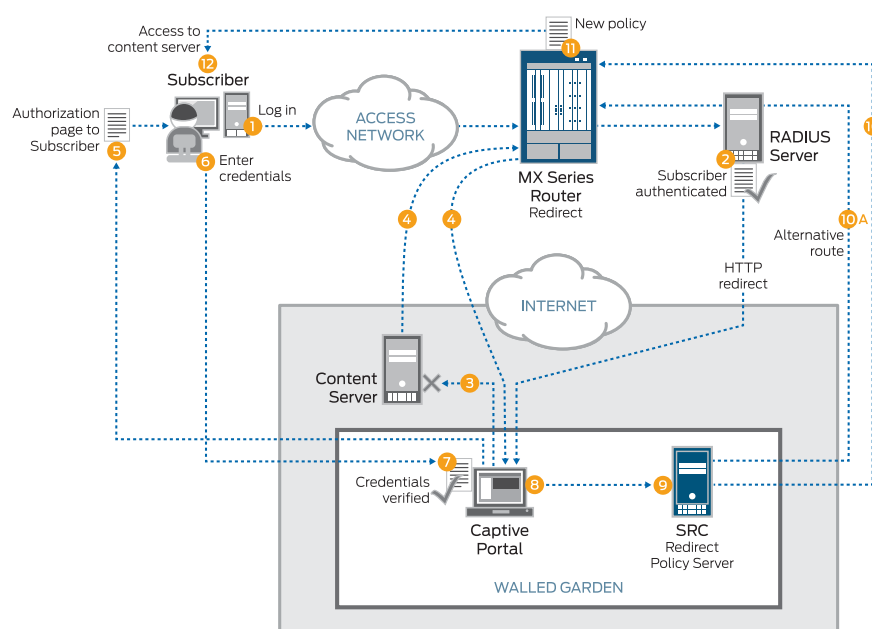 New policy
11
Access to
content server
12
Subscriber
Authorization
page to
Subscriber
5
Log in
1
6
Enter
credentials
ACCESS
NETWORK
MX Series
Router
Redirect
2
RADIUS
Server
Subscriber
authenticated
4
4
10A
Alternative
route
HTTP
redirect
INTERNET
Content
Server
3
7
Credentials
verified
8
9
Captive
Portal
SRC
Redirect
Policy Server
WALLED GARDEN